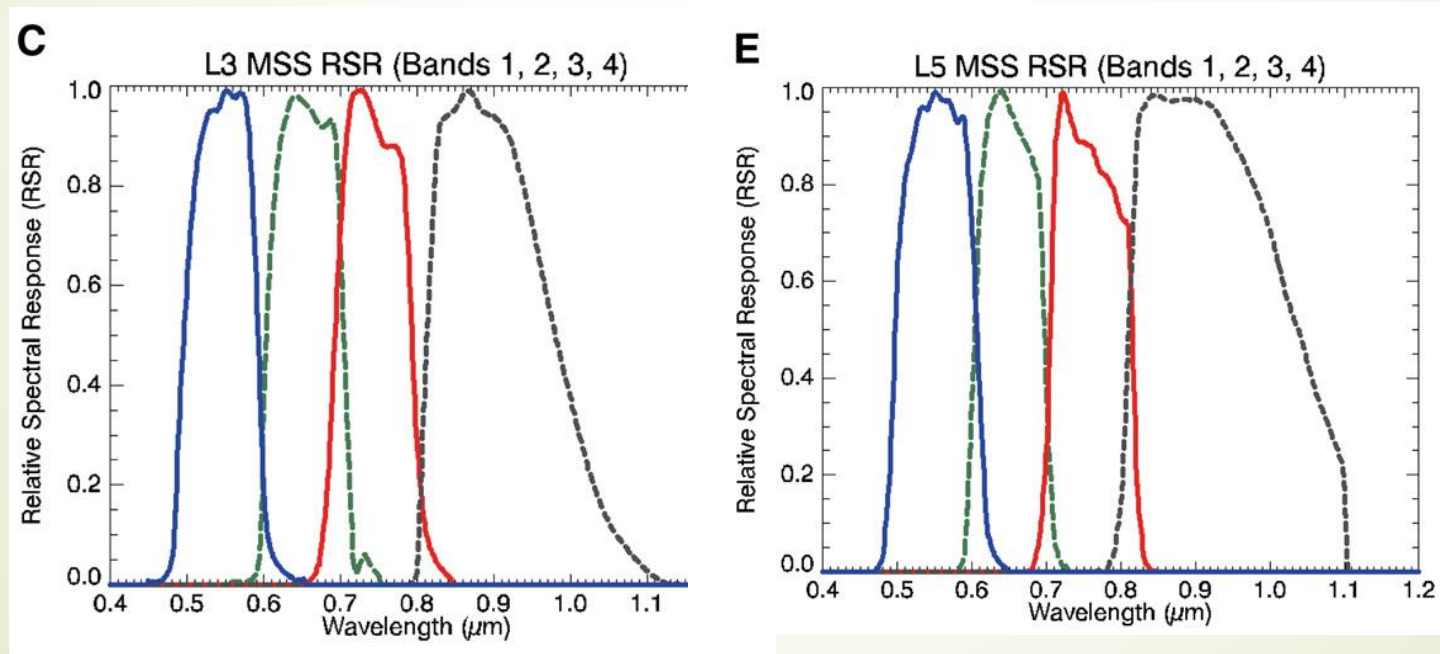 C
L3 MSS RSR (Bands 1, 2, 3, 4)
Relative Spectral Response (RSR)
1.0
0.8
0.6
0.4
0.2
0.0
0.4 0.5 0.6 0.7 0.8 0.9 1.0 1.1
Wavelength (μm)
E
L5 MSS RSR (Bands 1, 2, 3, 4)
Relative Spectral Response (RSR)
1.0
0.8
0.6
0.4
0.2
0.0
0.4 0.5 0.6 0.7 0.8 0.9 1.0 1.1 1.2
Wavelength (μm)